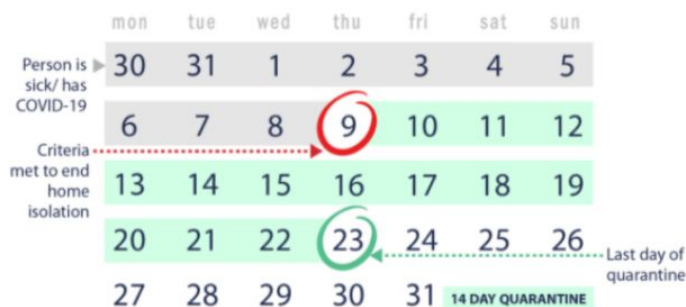 mon tue wed thu fri sat sun
Person is
sick/ has
COVID-19
30 31 1 2 3 4 5
6 7 8 9 10 11 12
Criteria
met to end
home
isolation
13 14 15 16 17 18 19
20 21 22 23 24 25 26
Last day of
quarantine
27 28 29 30 31 14 DAY QUARANTINE